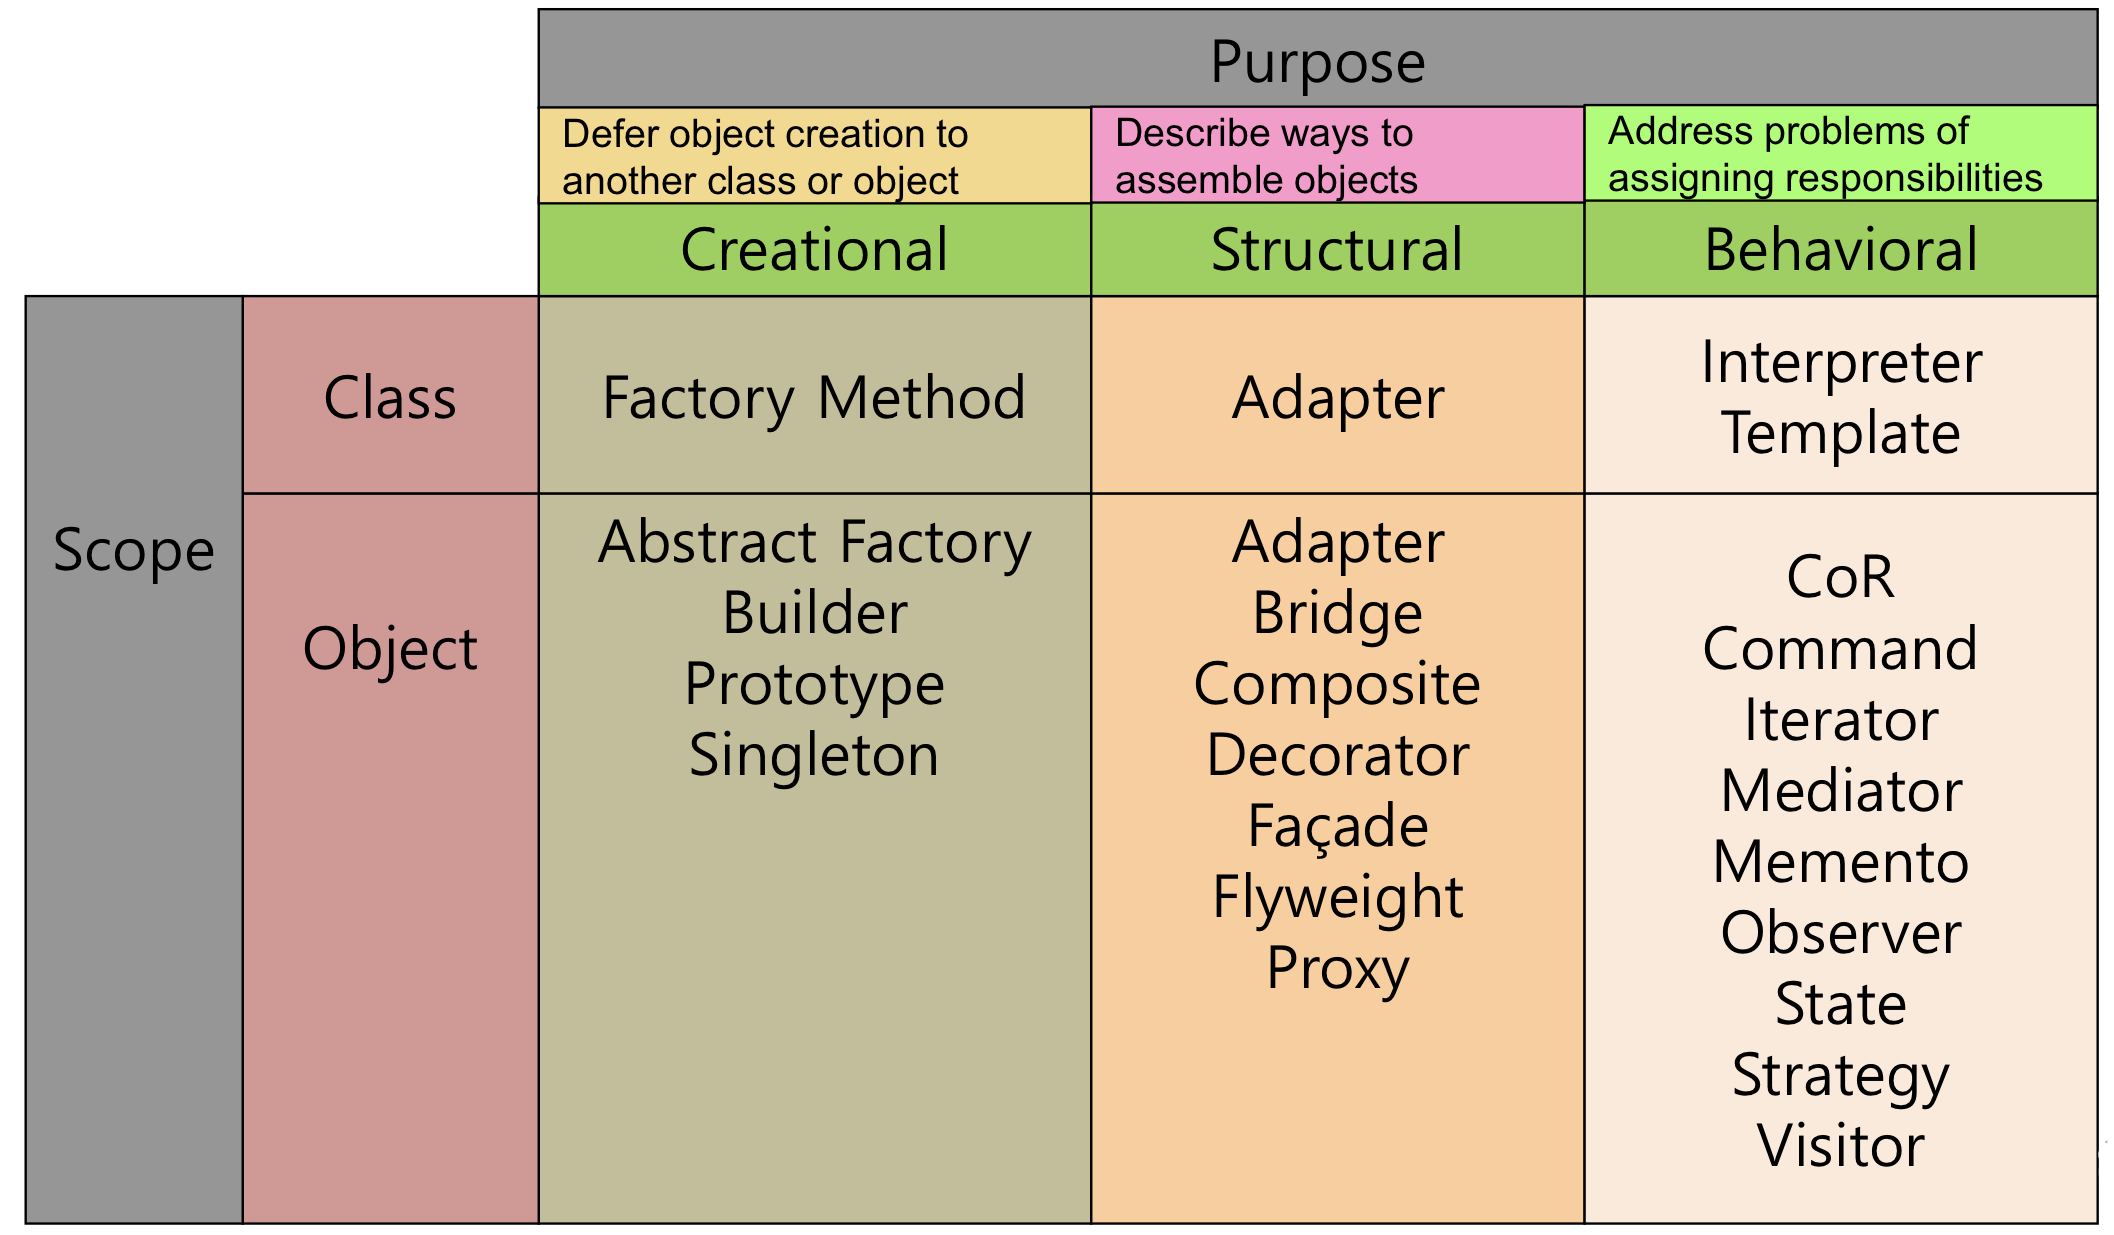 Purpose
Defer object creation to
another class or object
Describe ways to
assemble objects
Address problems of
assigning responsibilities
Creational
Structural
Behavioral
Scope
Class
Factory Method
Adapter
Interpreter
Template
Object
Abstract Factory
Builder
Prototype
Singleton
Adapter
Bridge
Composite
Decorator
Façade
Flyweight
Proxy
CoR
Command
Iterator
Mediator
Memento
Observer
State
Strategy
Visitor